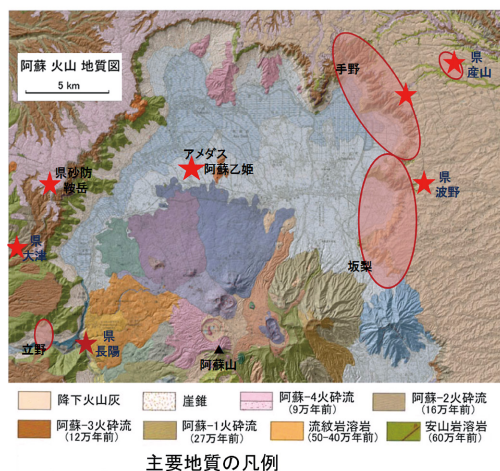 阿蘇 火山 地質図
5 km
手野
県
産山
アメダス
阿蘇乙姫
県砂防
鞍岳
県
波野
県
大津
坂梨
立野
県
長陽
阿蘇山
降下火山灰
崖錐
阿蘇-4火砕流
(9万年前)
阿蘇-2火砕流
(16万年前)
阿蘇-3火砕流
(12万年前)
阿蘇-1火砕流
(27万年前)
流紋岩溶岩
(50-40万年前)
安山岩溶岩
(60万年前)
主要地質の凡例